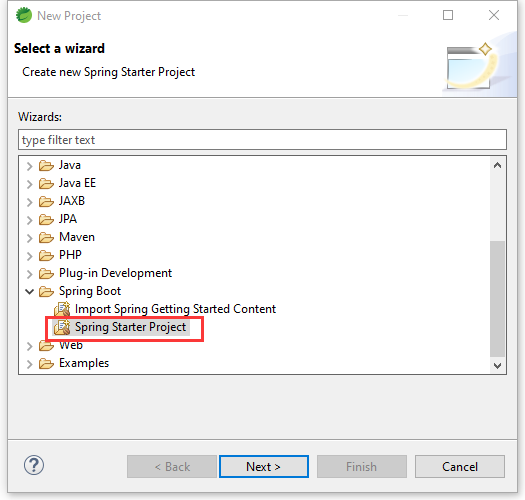 New Project
Select a wizard
Create new Spring Starter Project
Wizards:
type filter text
Java
Java EE
JAXB
JPA
Maven
PHP
Plug-in Development
Spring Boot
Import Spring Getting Started Content
Spring Starter Project
Web
Examples
?
< Back Next > Finish Cancel